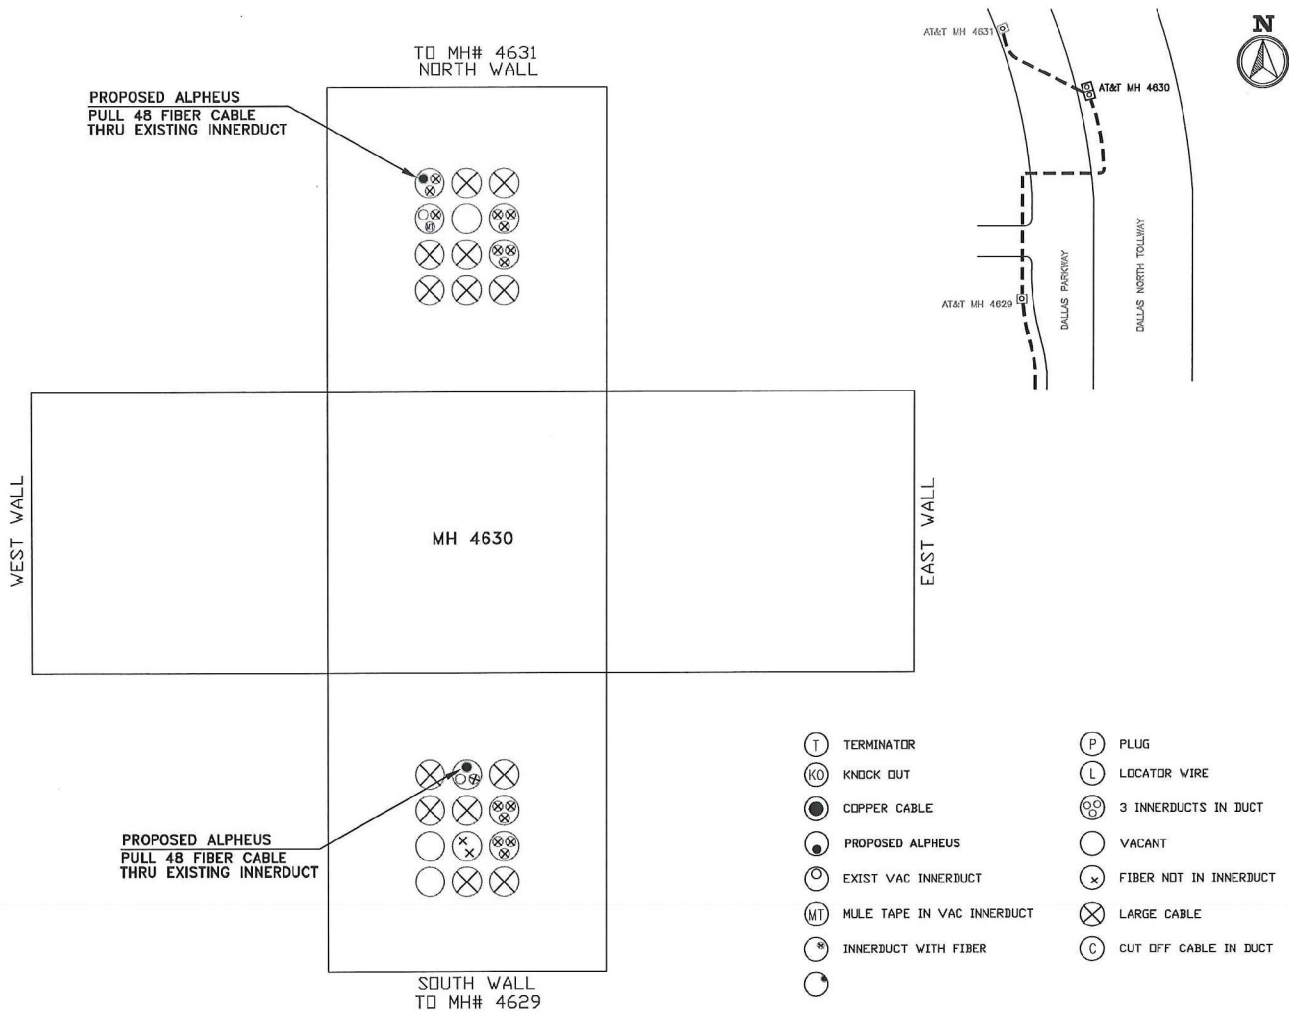 TO MH# 4631
NORTH WALL
PROPOSED ALPHEUS
PULL 48 FIBER CABLE
THRU EXISTING INNERDUCT
MT
AT&T MH 4631
AT&T MH 4630
N
AT&T MH 4629
DALLAS PARKWAY
DALLAS NORTH TOLLWAY
WEST WALL
MH 4630
EAST WALL
PROPOSED ALPHEUS
PULL 48 FIBER CABLE
THRU EXISTING INNERDUCT
SOUTH WALL
TO MH# 4629
T TERMINATOR
KO KNOCK OUT
COPPER CABLE
PROPOSED ALPHEUS
EXIST VAC INNERDUCT
MT MULE TAPE IN VAC INNERDUCT
INNERDUCT WITH FIBER
P PLUG
L LOCATOR WIRE
3 INNERDUCTS IN DUCT
VACANT
FIBER NOT IN INNERDUCT
LARGE CABLE
C CUT OFF CABLE IN DUCT